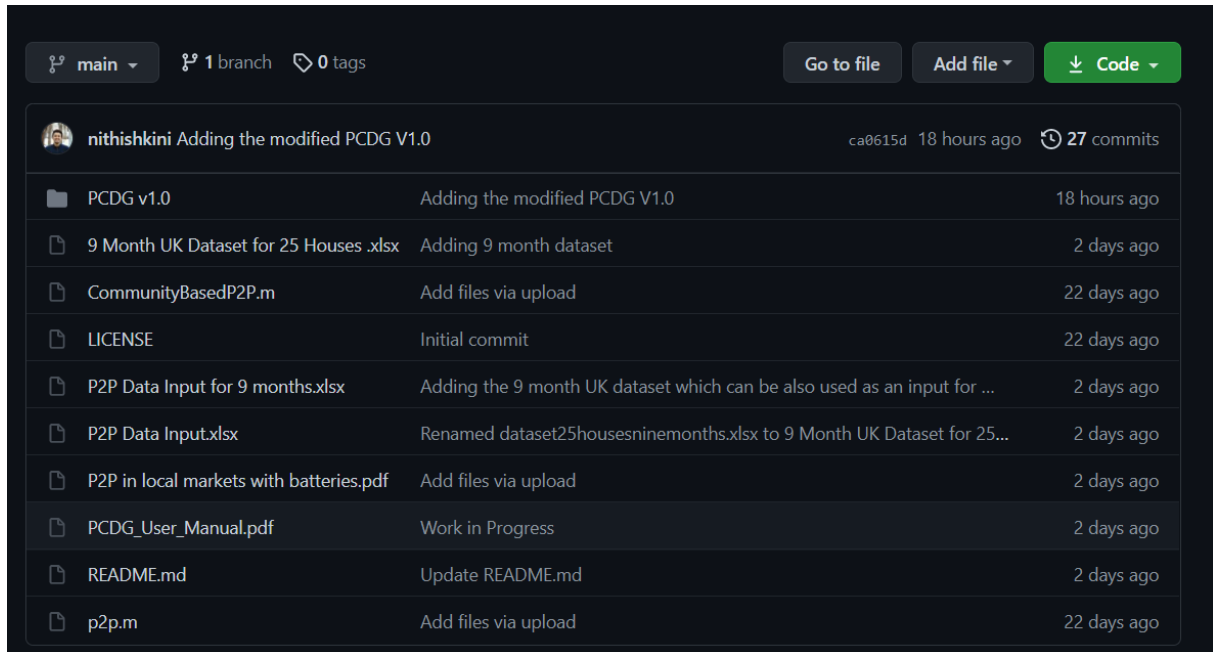 main 1 branch 0 tags Go to file Add file Code
nithishkini Adding the modified PCDG V1.0 ca0615d 18 hours ago 27 commits
PCDG v1.0 Adding the modified PCDG V1.0 18 hours ago
9 Month UK Dataset for 25 Houses .xlsx Adding 9 month dataset 2 days ago
CommunityBasedP2P.m Add files via upload 22 days ago
LICENSE Initial commit 22 days ago
P2P Data Input for 9 months.xlsx Adding the 9 month UK dataset which can be also used as an input for ... 2 days ago
P2P Data Input.xlsx Renamed dataset25housesninemonths.xlsx to 9 Month UK Dataset for 25... 2 days ago
P2P in local markets with batteries.pdf Add files via upload 2 days ago
PCDG_User_Manual.pdf Work in Progress 2 days ago
README.md Update README.md 2 days ago
p2p.m Add files via upload 22 days ago